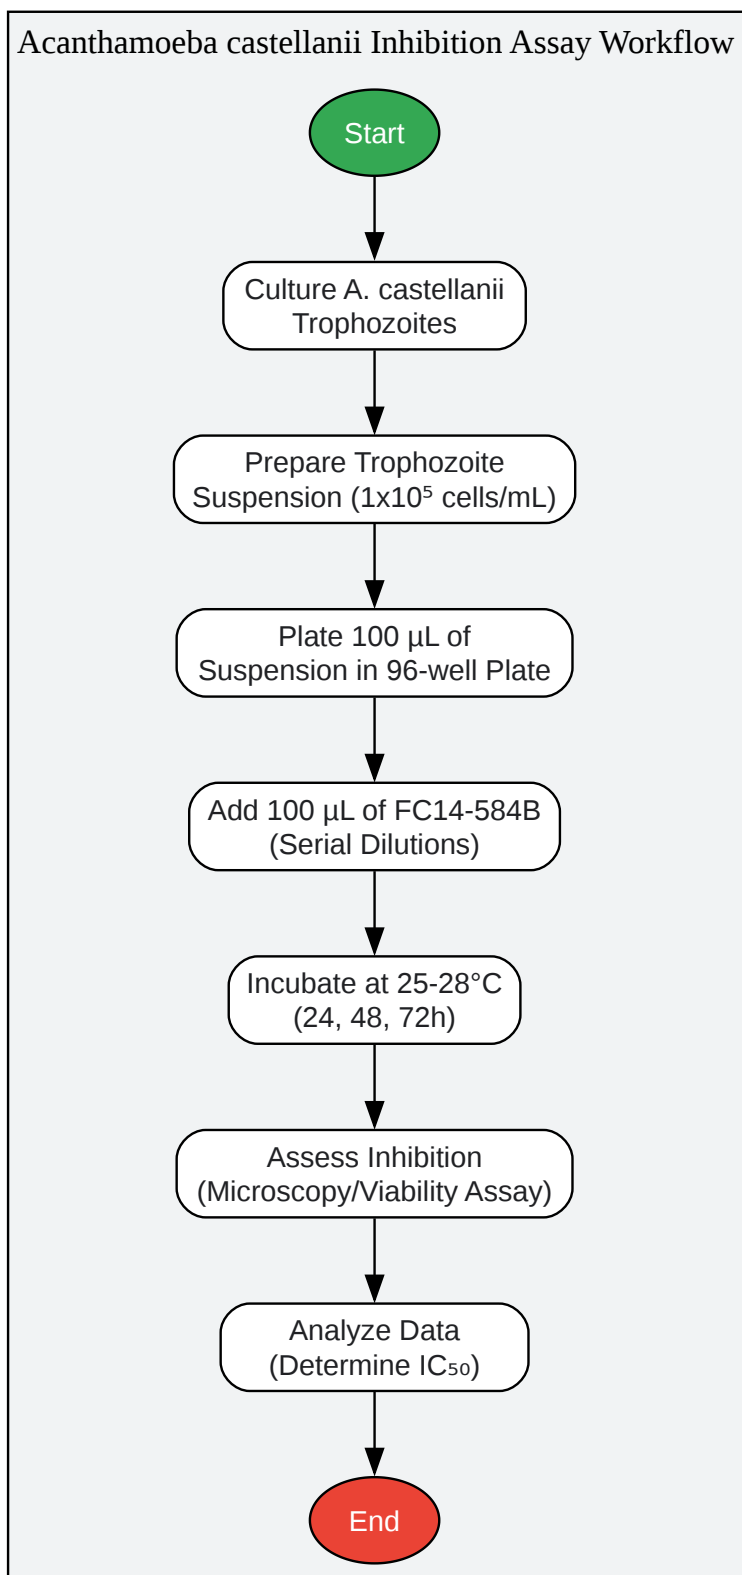 Acanthamoeba castellanii Inhibition Assay Workflow
Start
Culture A. castellanii
Trophozoites
Prepare Trophozoite
Suspension (1x10⁵ cells/mL)
Plate 100 µL of
Suspension in 96-well Plate
Add 100 µL of FC14-584B
(Serial Dilutions)
Incubate at 25-28°C
(24, 48, 72h)
Assess Inhibition
(Microscopy/Viability Assay)
Analyze Data
(Determine IC₅₀)
End